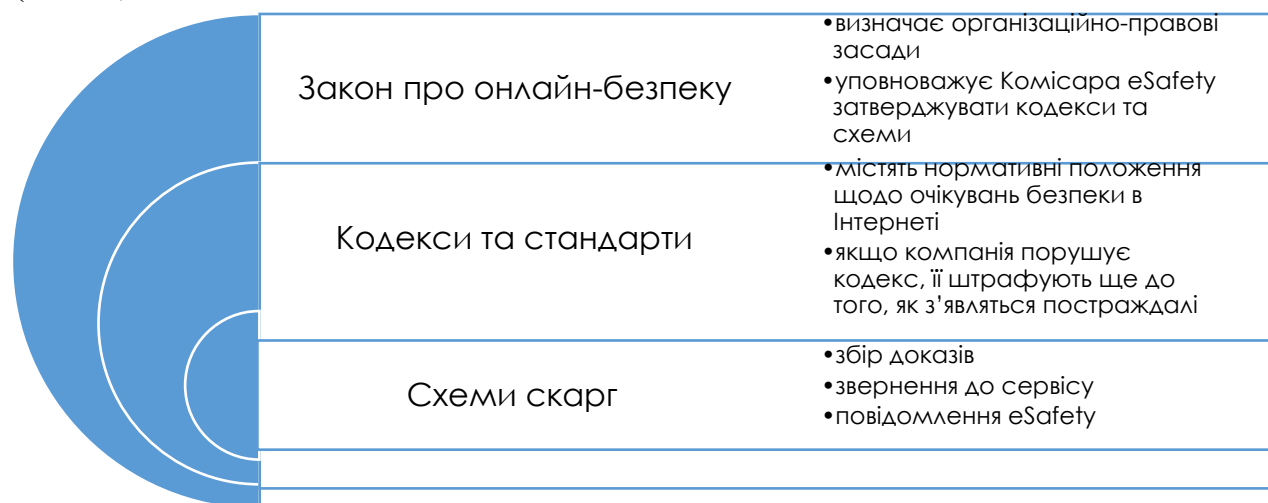 Закон про онлайн-безпеку
•визначає організаційно-правові
засади
•уповноважує Комісара eSafety
затверджувати кодекси та
схеми
Кодекси та стандарти
•містять нормативні положення
щодо очікувань безпеки в
Інтернеті
•якщо компанія порушує
кодекс, її штрафують ще до
того, як з’являться постраждалі
Схеми скарг
•збір доказів
•звернення до сервісу
•повідомлення eSafety